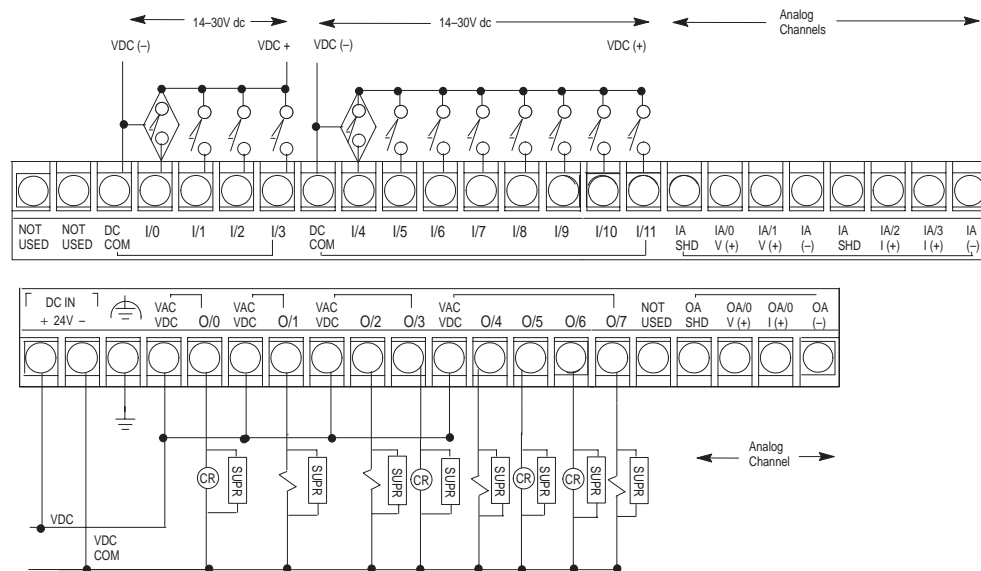 14–30V dc
14–30V dc
Analog
Channels
VDC (–)
VDC +
VDC (–)
VDC (+)
NOT
USED
NOT
USED
DC
COM
I/0
I/1
I/2
I/3
DC
COM
I/4
I/5
I/6
I/7
I/8
I/9
I/10
I/11
IA
SHD
IA/0
V (+)
IA/1
V (+)
IA
(–)
IA
SHD
IA/2
I (+)
IA/3
I (+)
IA
(–)
DC IN
+ 24V –
VAC
VDC
O/0
VAC
VDC
O/1
VAC
VDC
O/2
O/3
VAC
VDC
O/4
O/5
O/6
O/7
NOT
USED
OA
SHD
OA/0
V (+)
OA/0
I (+)
OA
(–)
CR
SUPR
SUPR
SUPR
CR
SUPR
SUPR
CR
SUPR
CR
SUPR
SUPR
Analog
Channel
VDC
VDC
COM